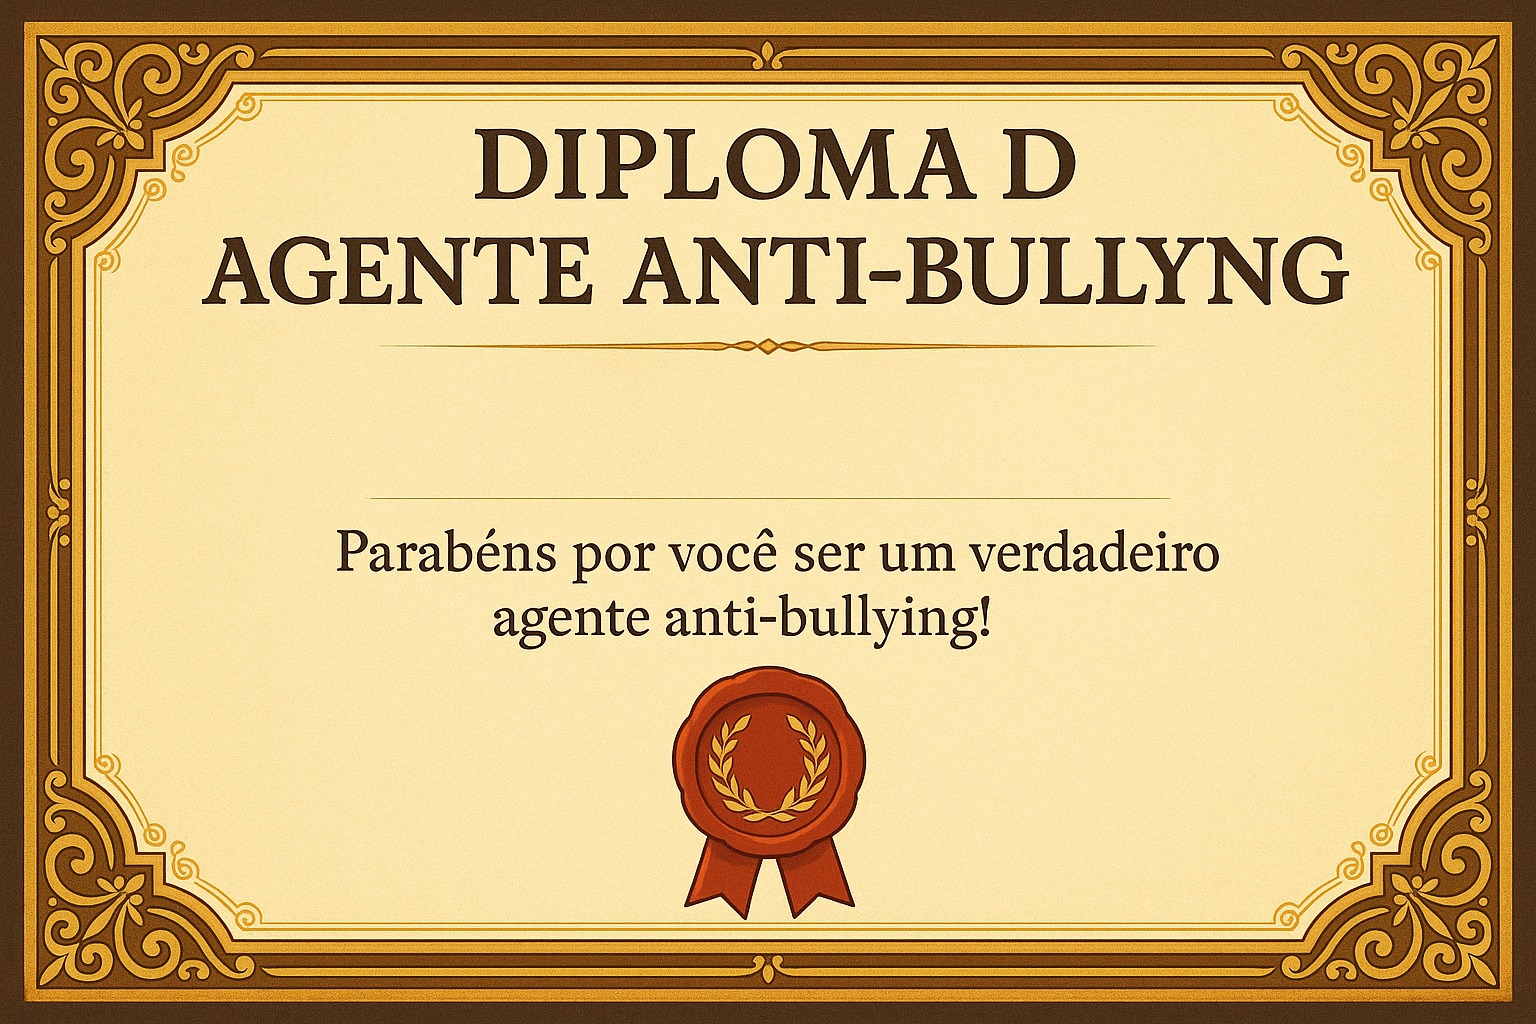 DIPLOMA D
AGENTE ANTI-BULLYNG
Parabéns por você ser um verdadeiro
agente anti-bullying!